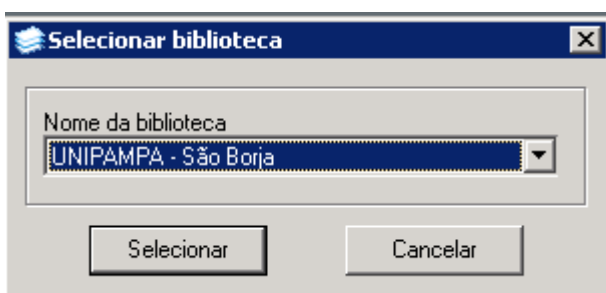 Selecionar biblioteca
Nome da biblioteca
UNIPAMPA - São Borja
Selecionar
Cancelar